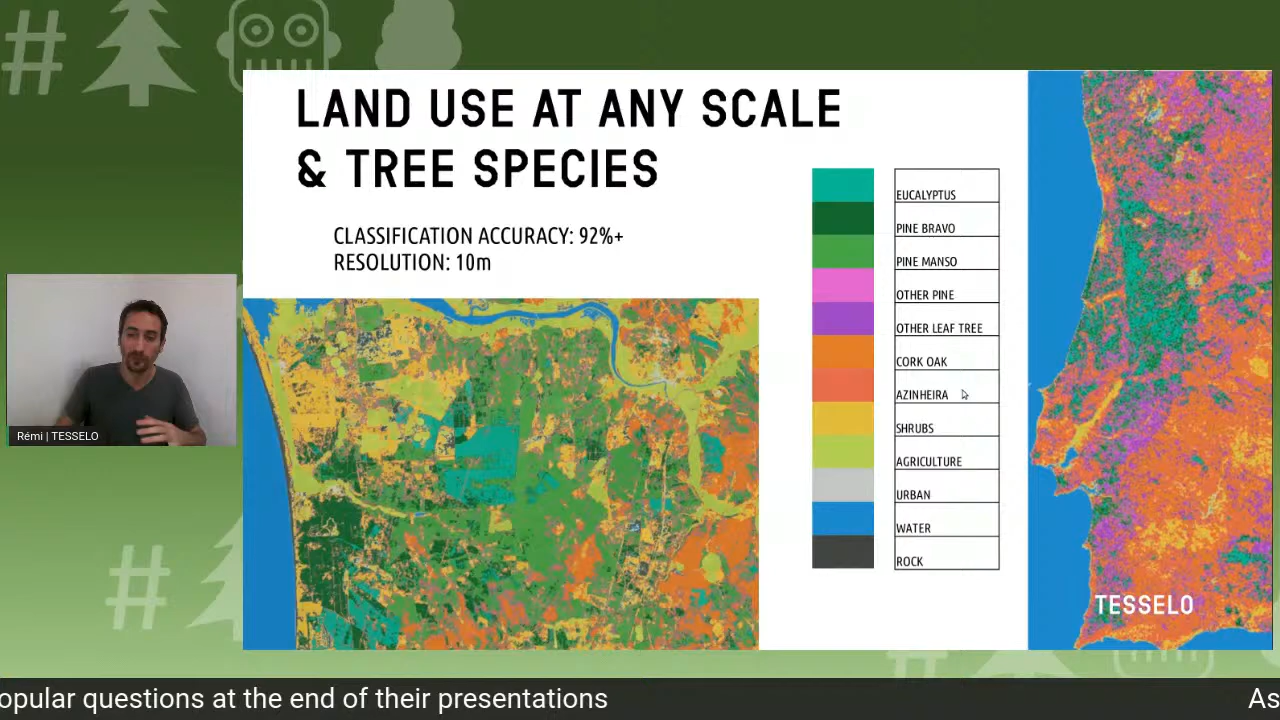 LAND USE AT ANY SCALE
& TREE SPECIES
CLASSIFICATION ACCURACY: 92%+
RESOLUTION: 10m
EUCALYPTUS
PINE BRAVO
PINE MANSO
OTHER PINE
OTHER LEAF TREE
CORK OAK
AZINHEIRA
SHRUBS
AGRICULTURE
URBAN
WATER
ROCK
TESSELO
Rémi | TESSELO
opular questions at the end of their presentations
As